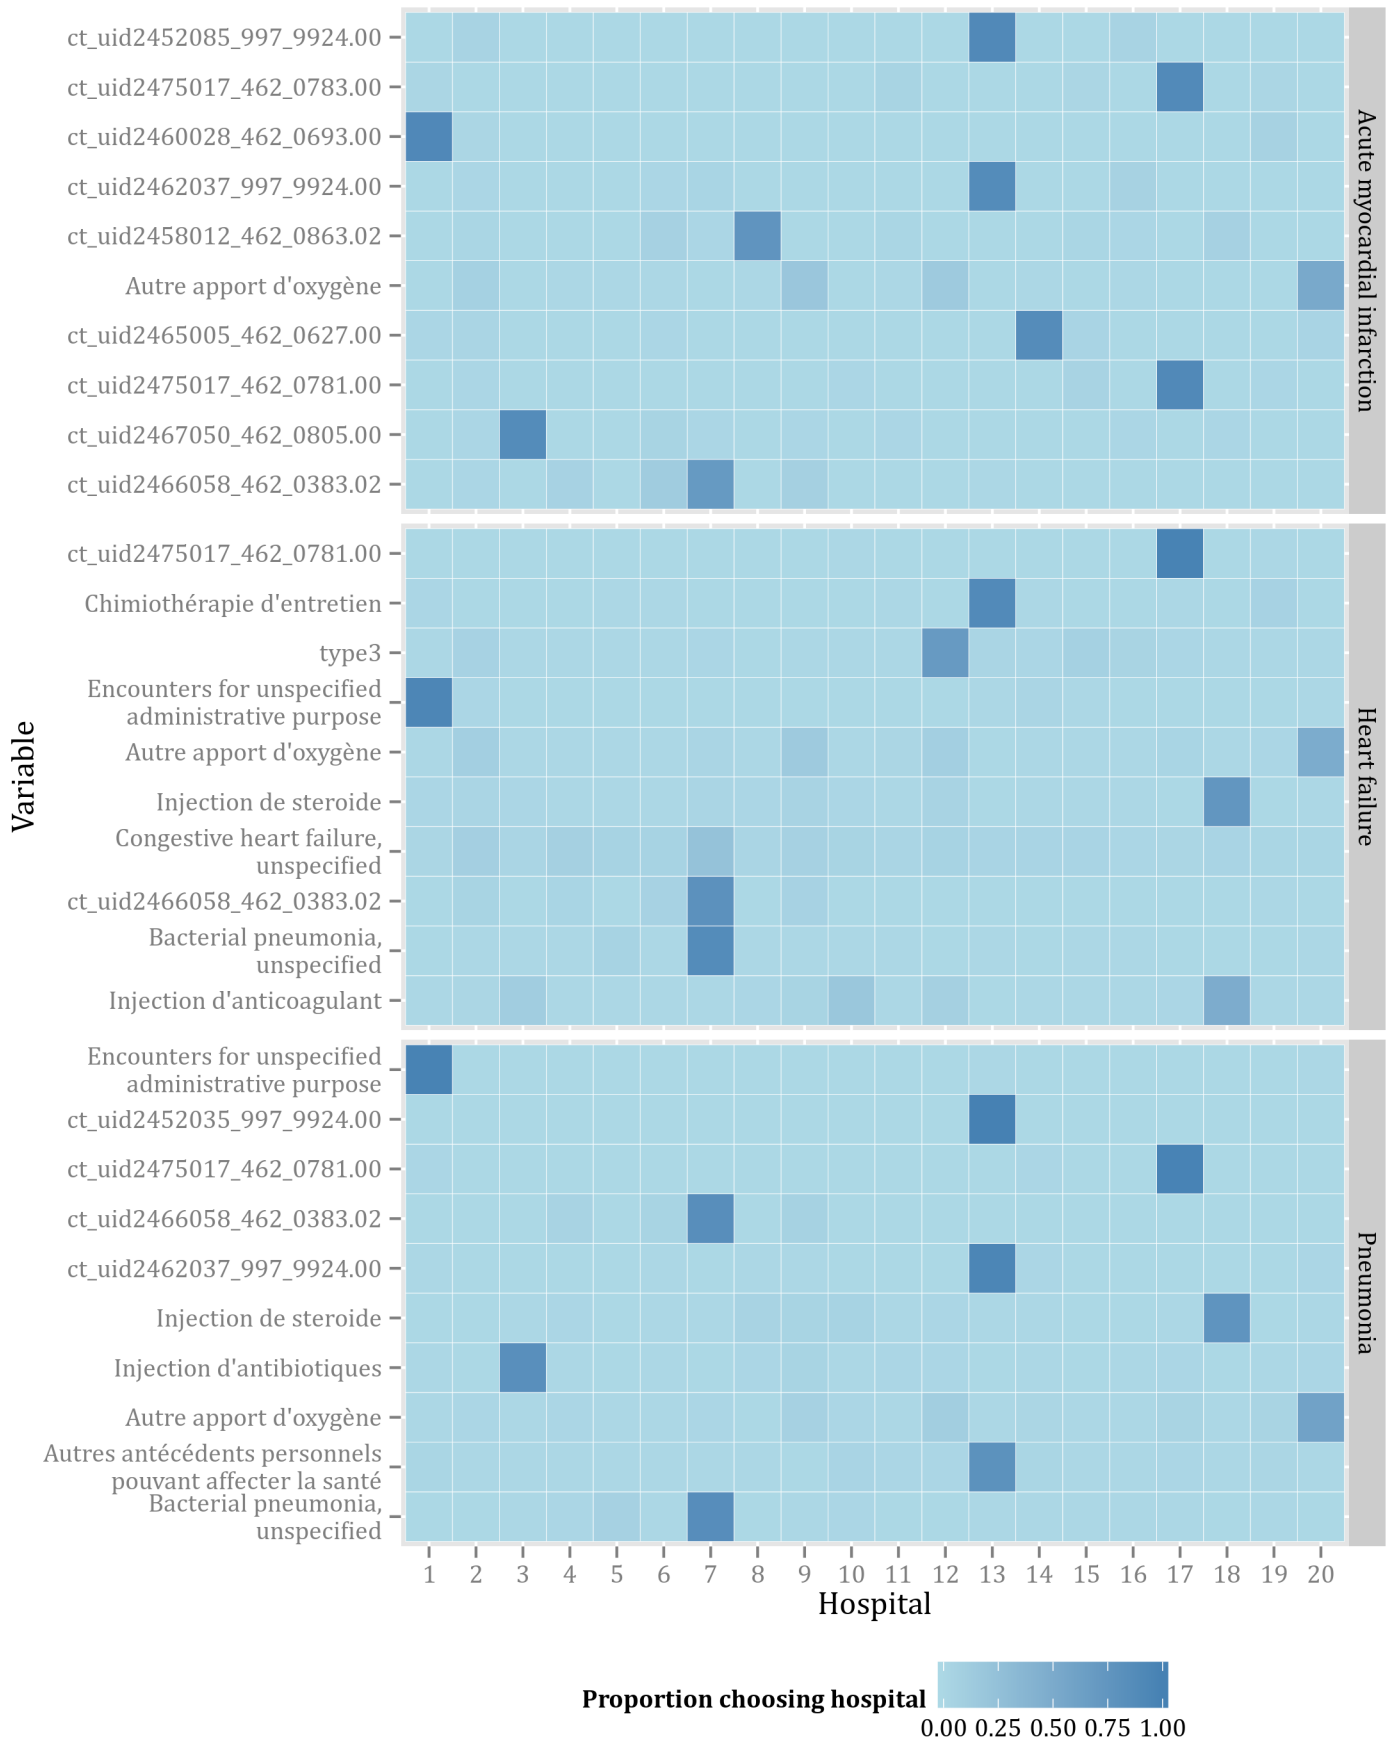 ct_uid2452085_997_9924.00
ct_uid2475017_462_0783.00
ct_uid2460028_462_0693.00
ct_uid2462037_997_9924.00
ct_uid2458012_462_0863.02
Autre apport d'oxygène
ct_uid2465005_462_0627.00
ct_uid2475017_462_0781.00
ct_uid2467050_462_0805.00
ct_uid2466058_462_0383.02
Acute myocardial infarction
ct_uid2475017_462_0781.00
Chimiothérapie d'entretien
type3
Encounters for unspecified
administrative purpose
Autre apport d'oxygène
Injection de steroide
Congestive heart failure,
unspecified
ct_uid2466058_462_0383.02
Bacterial pneumonia,
unspecified
Injection d'anticoagulant
Heart failure
Variable
Encounters for unspecified
administrative purpose
ct_uid2452035_997_9924.00
ct_uid2475017_462_0781.00
ct_uid2466058_462_0383.02
ct_uid2462037_997_9924.00
Injection de steroide
Injection d'antibiotiques
Autre apport d'oxygène
Autres antécédents personnels
pouvant affecter la santé
Bacterial pneumonia,
unspecified
Pneumonia
1 2 3 4 5 6 7 8 9 10 11 12 13 14 15 16 17 18 19 20
Hospital
Proportion choosing hospital
0.00 0.25 0.50 0.75 1.00